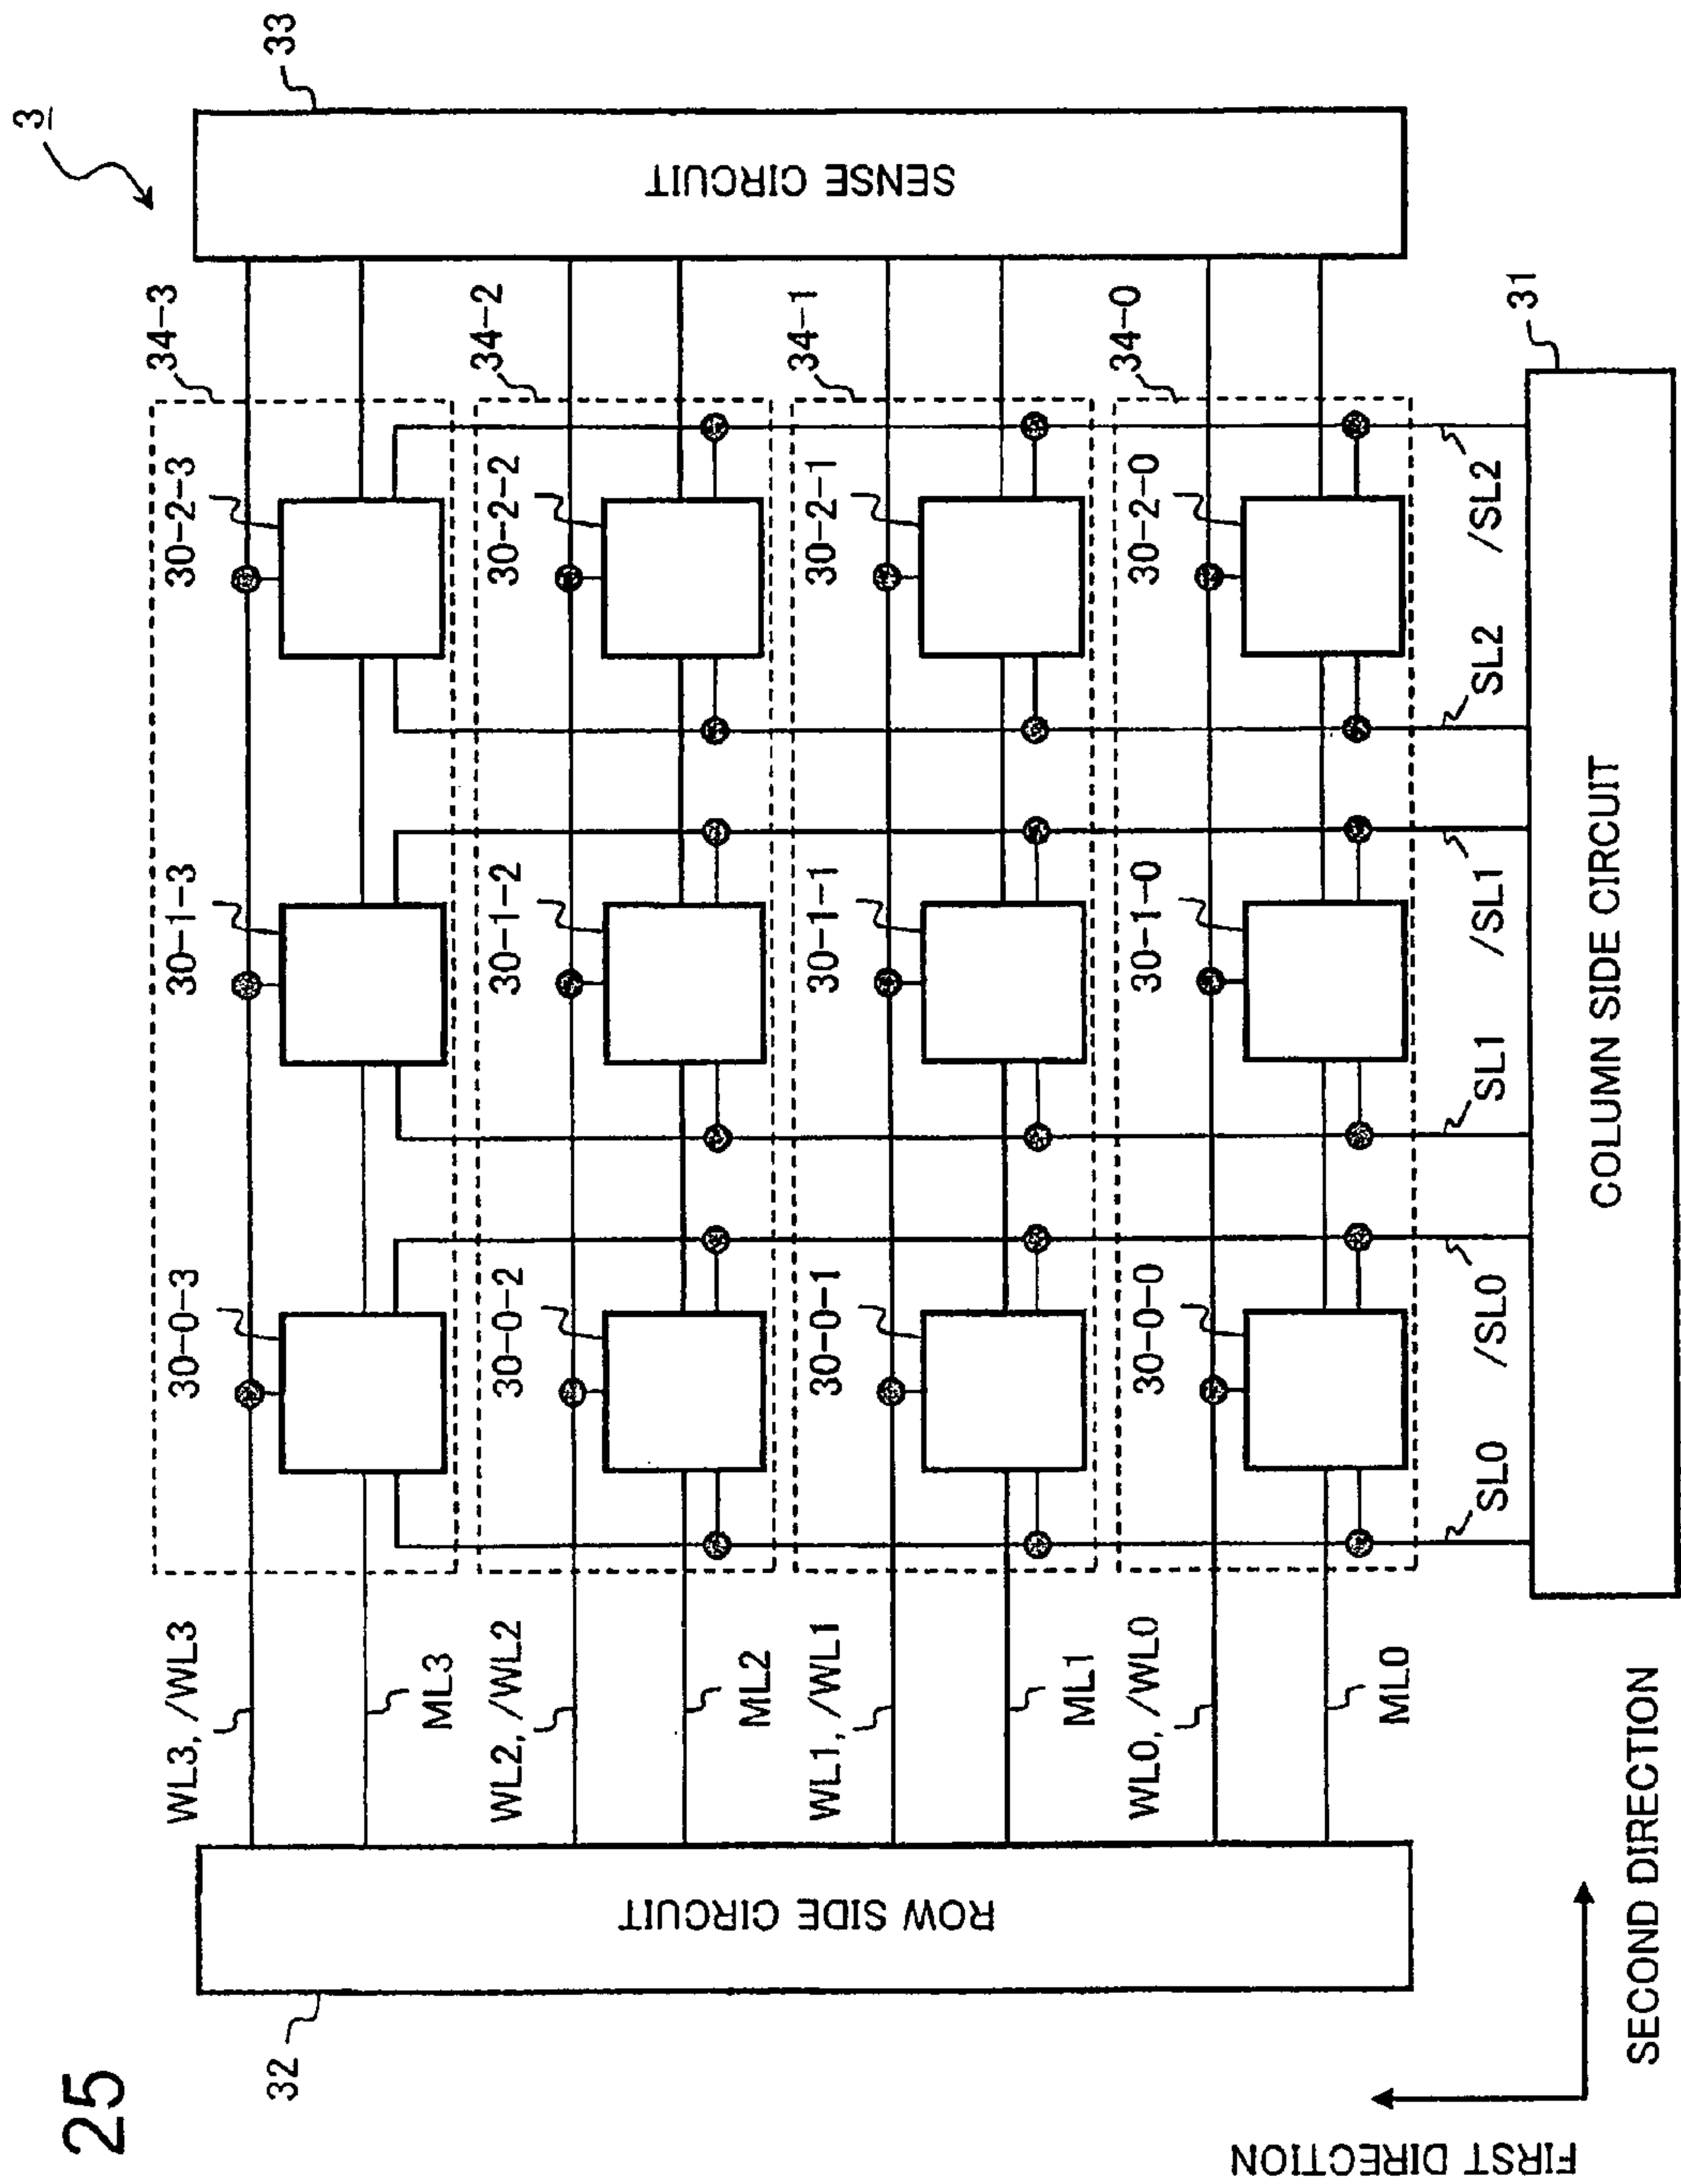 25
3
32
33
ROW SIDE CIRCUIT
SENSE CIRCUIT
WL3, /WL3
30-0-3
30-1-3
30-2-3
34-3
ML3
WL2, /WL2
30-0-2
30-1-2
30-2-2
34-2
ML2
WL1, /WL1
30-0-1
30-1-1
30-2-1
34-1
ML1
WL0, /WL0
30-0-0
30-1-0
30-2-0
34-0
ML0
SL0
/SL0
SL1
/SL1
SL2
/SL2
31
COLUMN SIDE CIRCUIT
FIRST DIRECTION
SECOND DIRECTION